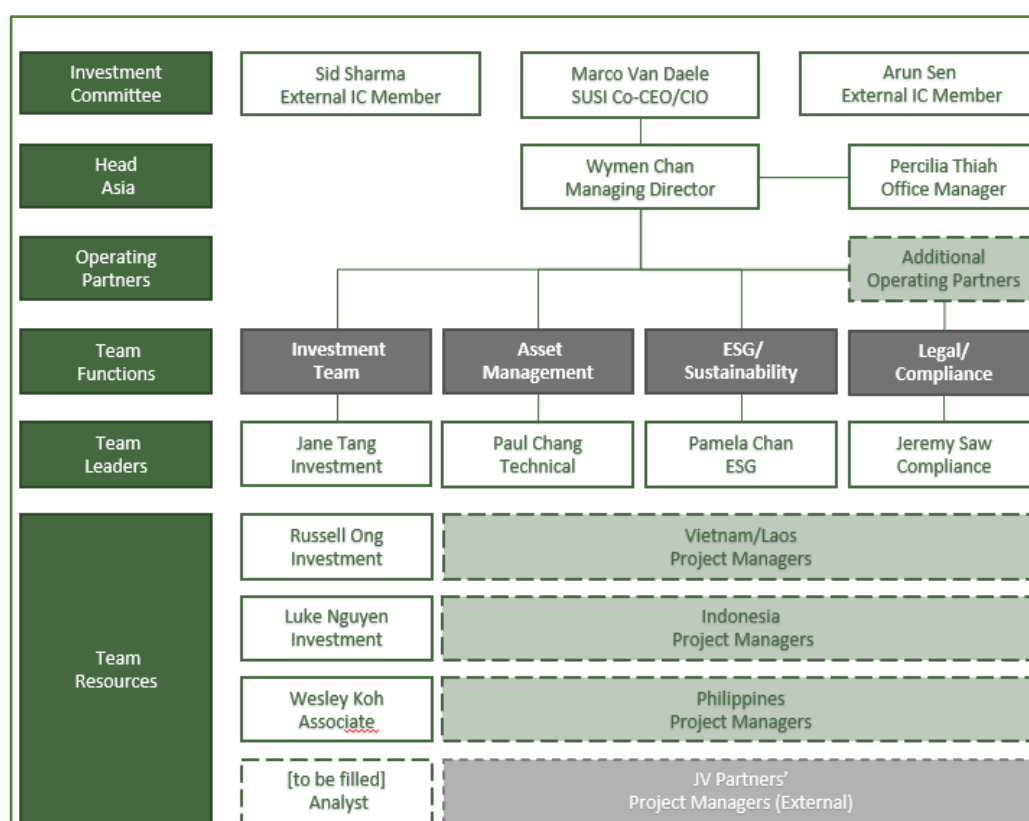 Investment
Committee
Sid Sharma
External IC Member
Marco Van Daele
SUSI Co-CEO/CIO
Arun Sen
External IC Member
Head
Asia
Wymen Chan
Managing Director
Percilia Thiah
Office Manager
Operating
Partners
Additional
Operating Partners
Team
Functions
Investment
Team
Asset
Management
ESG/
Sustainability
Legal/
Compliance
Team
Leaders
Jane Tang
Investment
Paul Chang
Technical
Pamela Chan
ESG
Jeremy Saw
Compliance
Team
Resources
Russell Ong
Investment
Vietnam/Laos
Project Managers
Luke Nguyen
Investment
Indonesia
Project Managers
Wesley Koh
Associate
Philippines
Project Managers
[to be filled]
Analyst
JV Partners’
Project Managers (External)